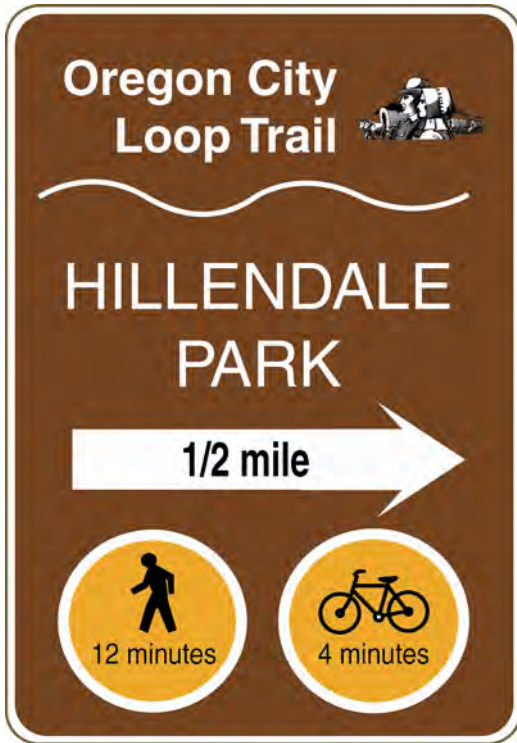 Oregon City
Loop Trail
HILLENDALE
PARK
1/2 mile
12 minutes
4 minutes